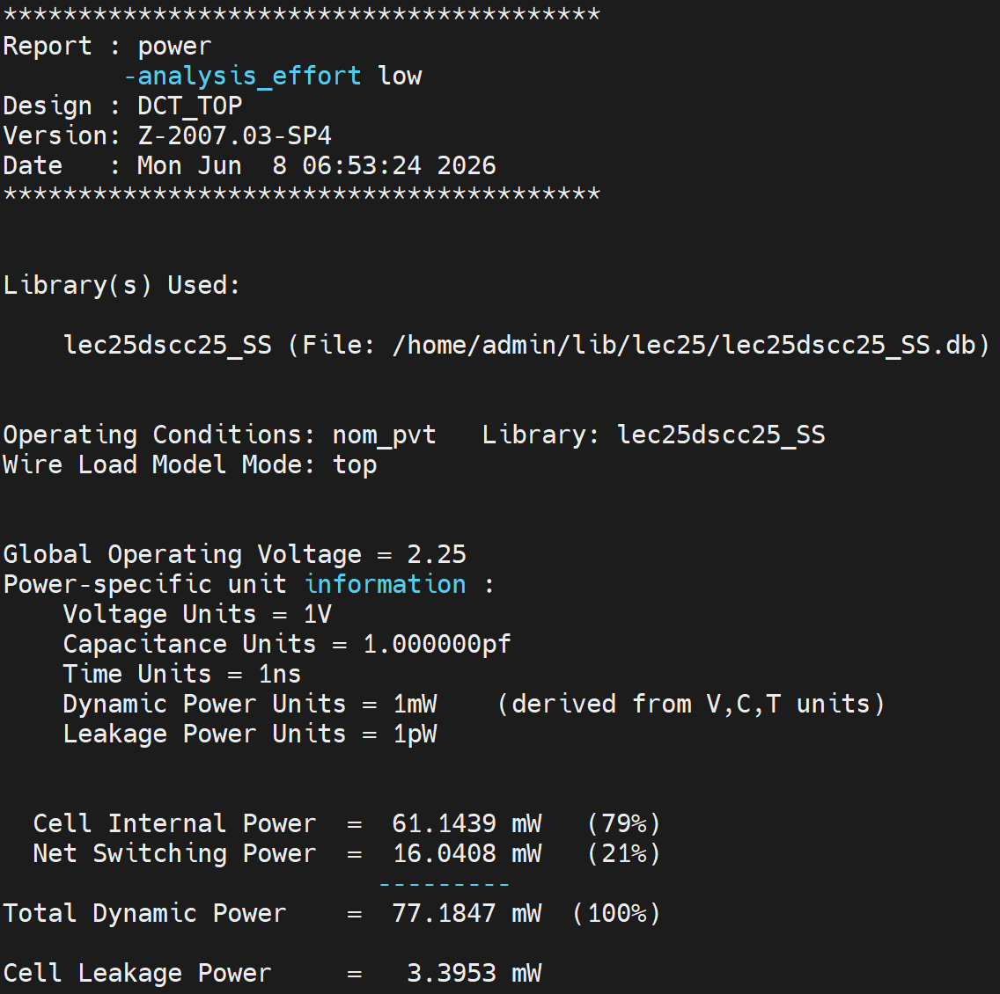 ****************************************
Report : power
        -analysis_effort low
Design : DCT_TOP
Version: Z-2007.03-SP4
Date   : Mon Jun  8 06:53:24 2026
****************************************
Library(s) Used:
    lec25dscc25_SS (File: /home/admin/lib/lec25/lec25dscc25_SS.db)
Operating Conditions: nom_pvt   Library: lec25dscc25_SS
Wire Load Model Mode: top
Global Operating Voltage = 2.25
Power-specific unit information :
    Voltage Units = 1V
    Capacitance Units = 1.000000pf
    Time Units = 1ns
    Dynamic Power Units = 1mW    (derived from V,C,T units)
    Leakage Power Units = 1pW
  Cell Internal Power  =  61.1439 mW   (79%)
  Net Switching Power  =  16.0408 mW   (21%)
                         ---------
Total Dynamic Power    =  77.1847 mW  (100%)
Cell Leakage Power     =   3.3953 mW